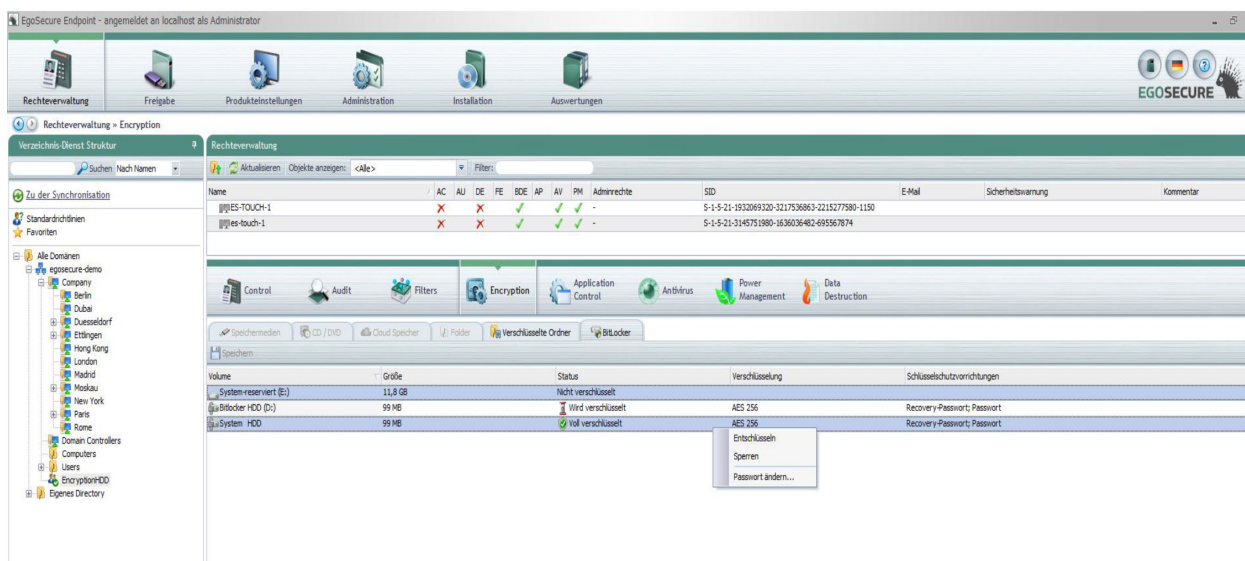 EgoSecure Endpoint - angemeldet an localhost als Administrator
Rechteverwaltung Freigabe Produkteinstellungen Administration Installation Auswertungen
EGOSECURE
Rechteverwaltung » Encryption
Verzeichnis-Dienst Struktur
Suchen Nach Namen
Zu der Synchronisation
Standardrichtlinien
Favoriten
Alle Domänen
egosecure-demo
Company
Berlin
Dubai
Duesseldorf
Ettlingen
Hong Kong
London
Madrid
Moskau
New York
Paris
Rome
Domain Controllers
Computers
Users
EncryptionHDD
Eigenes Directory
Rechteverwaltung
Aktualisieren Objekte anzeigen: <Alle> Filter:
Name AC AU DE FE BDE AP AV PM Adminrechte SID E-Mail Sicherheitswarnung Kommentar
ES-TOUCH-1 - S-1-5-21-1932069320-3217536863-2215277580-1150
es-touch-1 - S-1-5-21-3145751980-1636036482-695567874
Control Audit Filters Encryption Application Control Antivirus Power Management Data Destruction
Speichermedien CD / DVD Cloud Speicher Folder Verschlüsselte Ordner BitLocker
Speichern
Volume Größe Status Verschlüsselung Schlüsselschutzvorrichtungen
System-reserviert (E:) 11,8 GB Nicht verschlüsselt
Bitlocker HDD (D:) 99 MB Wird verschlüsselt AES 256 Recovery-Passwort; Passwort
System HDD 99 MB Voll verschlüsselt AES 256 Recovery-Passwort; Passwort
Entschlüsseln
Sperren
Passwort ändern...